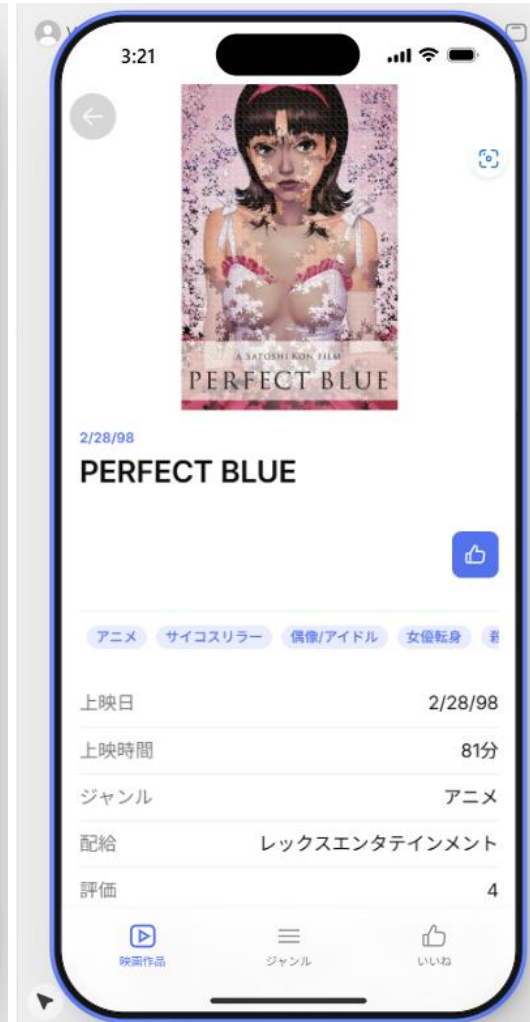 3:21
A SATOSHI KON FILM
PERFECT BLUE
2/28/98
PERFECT BLUE
アニメ サイコスリラー 偶像/アイドル 女優転身
上映日 2/28/98
上映時間 81分
ジャンル アニメ
配給 レックスエンタテインメント
評価 4
映画作品 ジャンル いいね